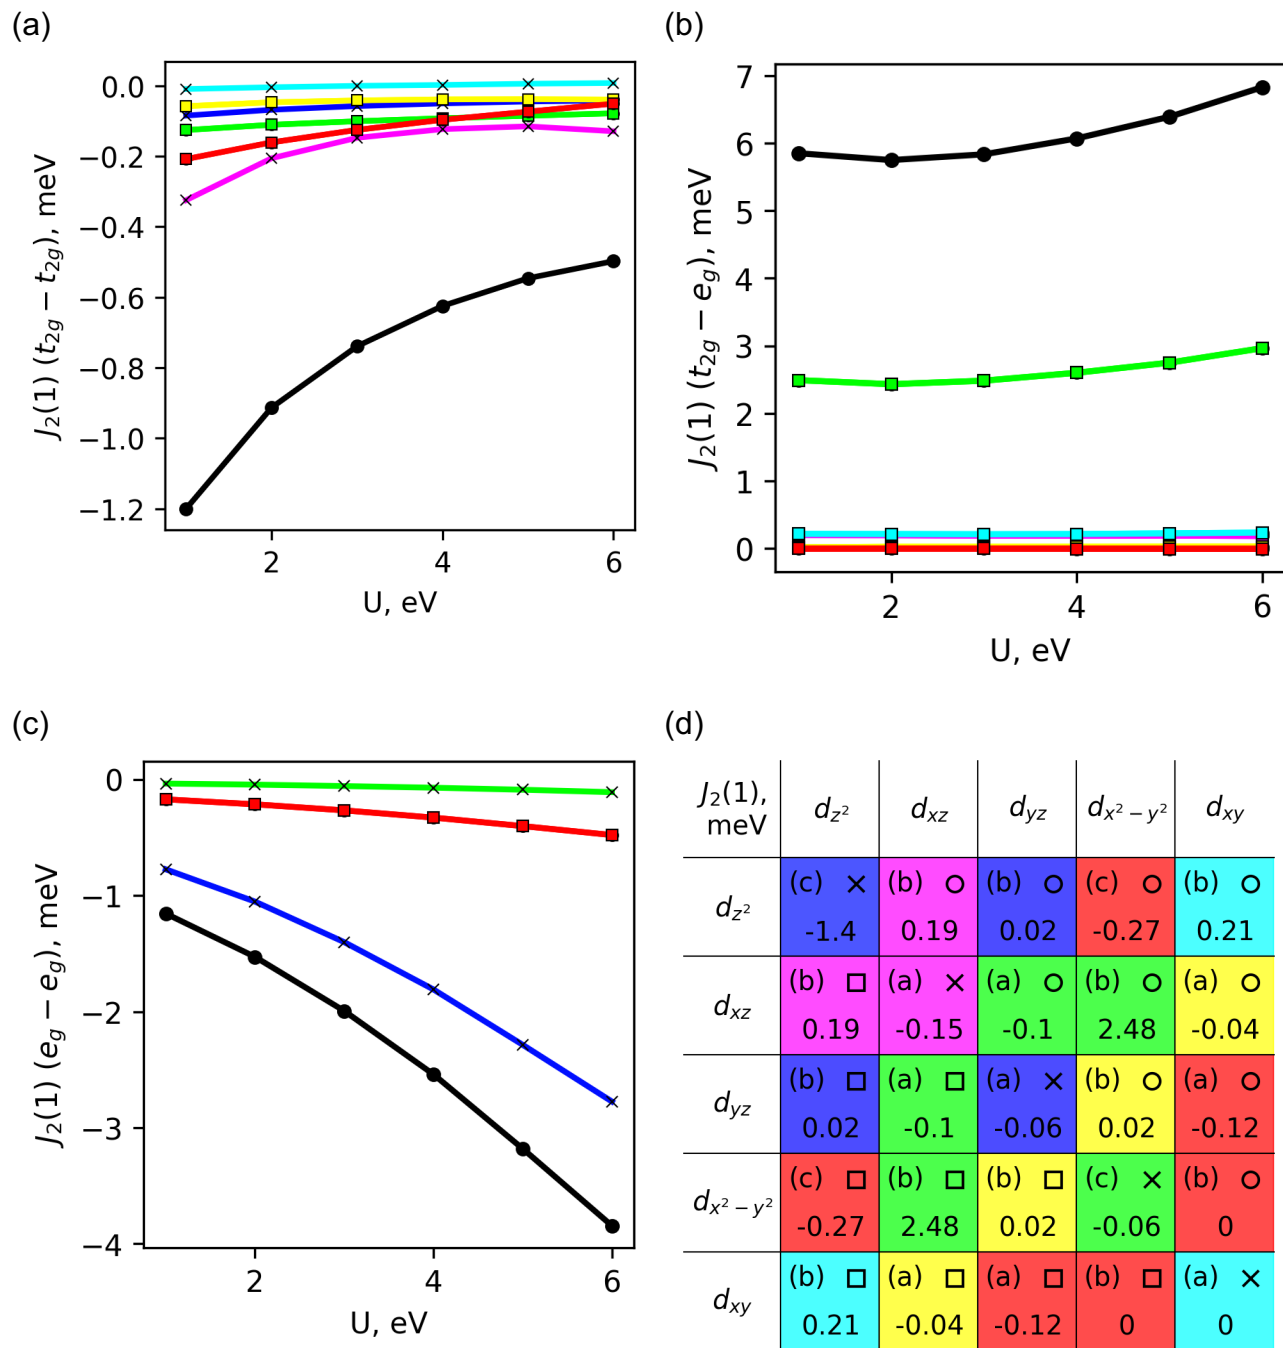 (a)
0.0
−0.2
−0.4
−0.6
−0.8
−1.0
−1.2
2
4
6
U, eV
J₂(1) (t₂g − t₂g), meV
(b)
7
6
5
4
3
2
1
0
2
4
6
U, eV
J₂(1) (t₂g − eg), meV
(c)
0
−1
−2
−3
−4
2
4
6
U, eV
J₂(1) (eg − eg), meV
(d)
J₂(1), meV
dz² dxz dyz dx²−y² dxy
dz²
(c) × (b) ○ (b) ○ (c) ○ (b) ○
-1.4 0.19 0.02 -0.27 0.21
dxz
(b) □ (a) × (a) ○ (b) ○ (a) ○
0.19 -0.15 -0.1 2.48 -0.04
dyz
(b) □ (a) □ (a) × (b) ○ (a) ○
0.02 -0.1 -0.06 0.02 -0.12
dx²−y²
(c) □ (b) □ (b) □ (c) × (b) ○
-0.27 2.48 0.02 -0.06 0
dxy
(b) □ (a) □ (a) □ (b) □ (a) ×
0.21 -0.04 -0.12 0 0